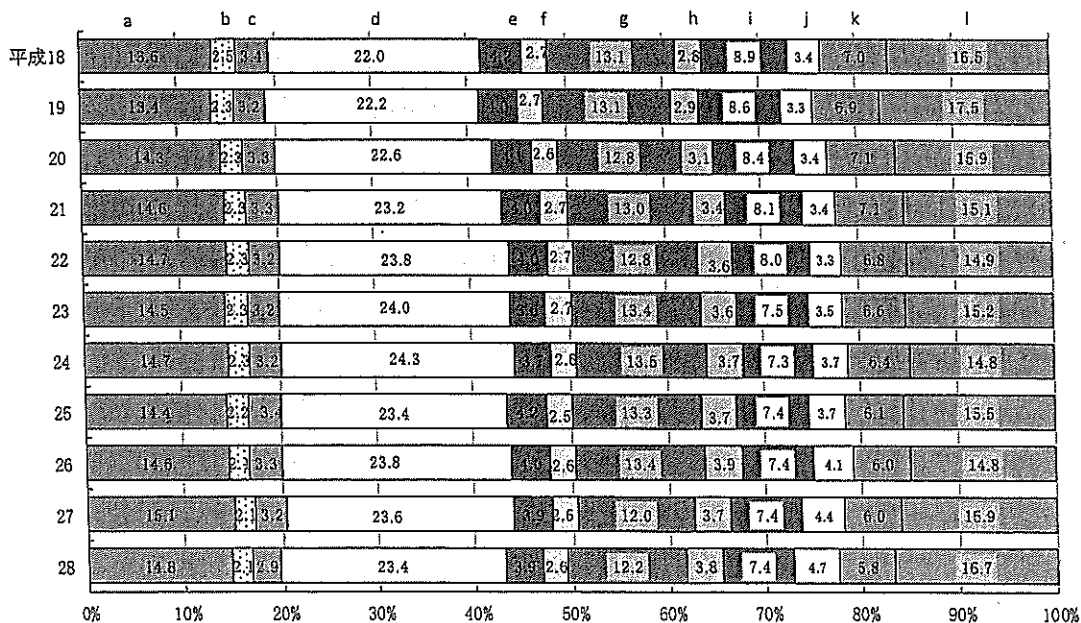 a b c d e f g h i j k l
平成18 13.6 2.5 3.4 22.0 4.2 2.7 13.1 2.8 8.9 3.4 7.0 16.5
19 13.4 2.3 3.2 22.2 4.0 2.7 13.1 2.9 8.6 3.3 6.9 17.5
20 14.3 2.3 3.3 22.6 4.1 2.6 12.8 3.1 8.4 3.4 7.1 15.9
21 14.6 2.3 3.3 23.2 4.0 2.7 13.0 3.4 8.1 3.4 7.1 15.1
22 14.7 2.3 3.2 23.8 4.0 2.7 12.8 3.6 8.0 3.3 6.8 14.9
23 14.5 2.3 3.2 24.0 2.7 13.4 3.6 7.5 3.5 6.6 15.2
24 14.7 2.3 3.2 24.3 3.7 2.6 13.5 3.7 7.3 3.7 6.4 14.8
25 14.4 2.2 3.4 23.4 4.2 2.5 13.3 3.7 7.4 3.7 6.1 15.5
26 14.6 3.3 23.8 4.0 2.6 13.4 3.9 7.4 4.1 6.0 14.8
27 15.1 2.1 3.2 23.6 3.9 2.6 12.0 3.7 7.4 4.4 6.0 15.9
28 14.8 2.1 2.9 23.4 3.9 2.6 12.2 3.8 7.4 4.7 5.8 16.7
0% 10% 20% 30% 40% 50% 60% 70% 80% 90% 100%